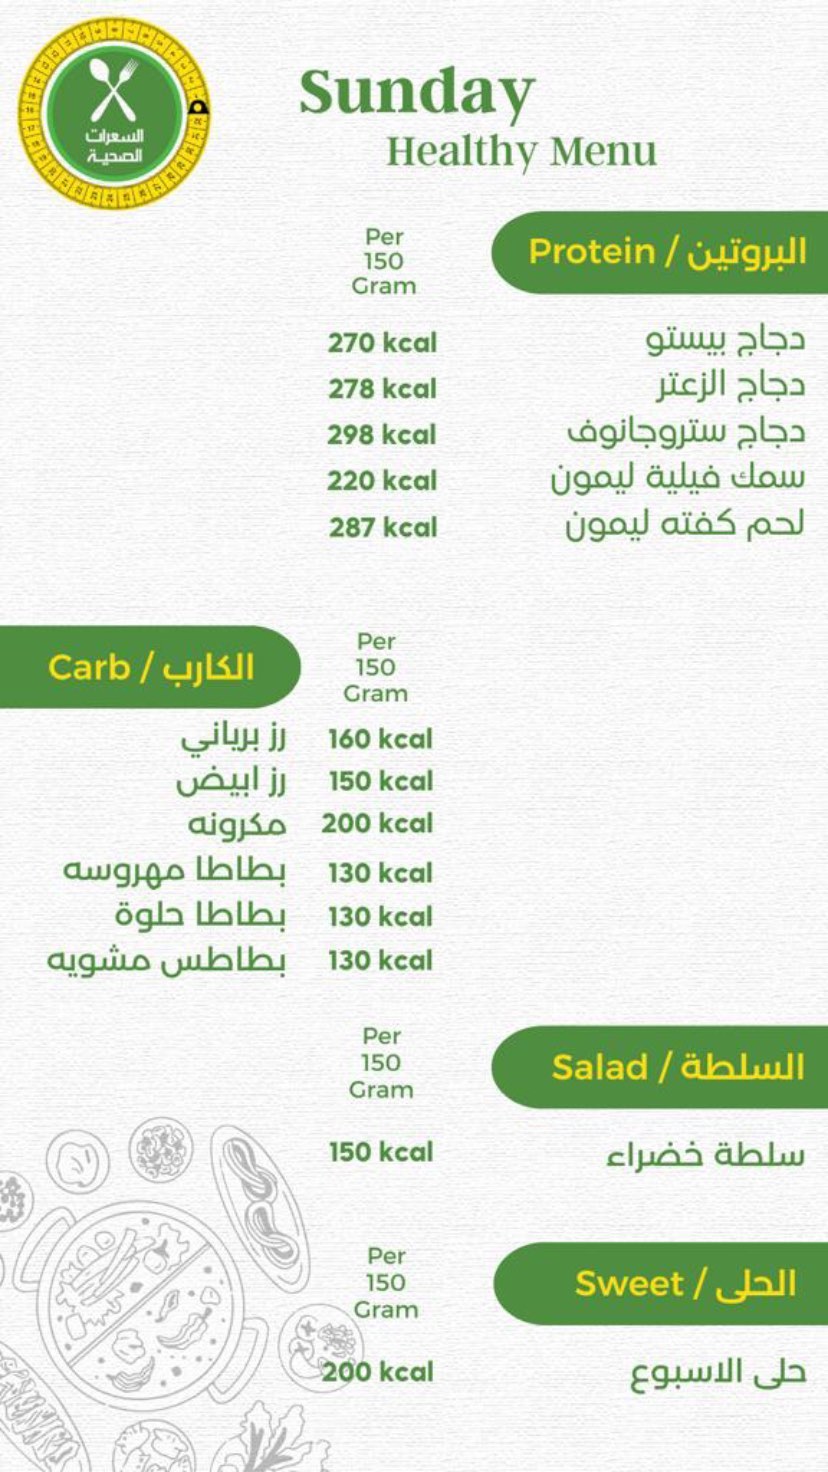 السعرات
الصحية
Sunday
Healthy Menu
البروتين / Protein
Per
150
Gram
دجاج بيستو 270 kcal
دجاج الزعتر 278 kcal
دجاج ستروجانوف 298 kcal
سمك فيلية ليمون 220 kcal
لحم كفته ليمون 287 kcal
الكارب / Carb
Per
150
Gram
رز برياني 160 kcal
رز ابيض 150 kcal
مكرونه 200 kcal
بطاطا مهروسه 130 kcal
بطاطا حلوة 130 kcal
بطاطس مشويه 130 kcal
السلطة / Salad
Per
150
Gram
سلطة خضراء 150 kcal
الحلى / Sweet
Per
150
Gram
حلى الاسبوع 200 kcal